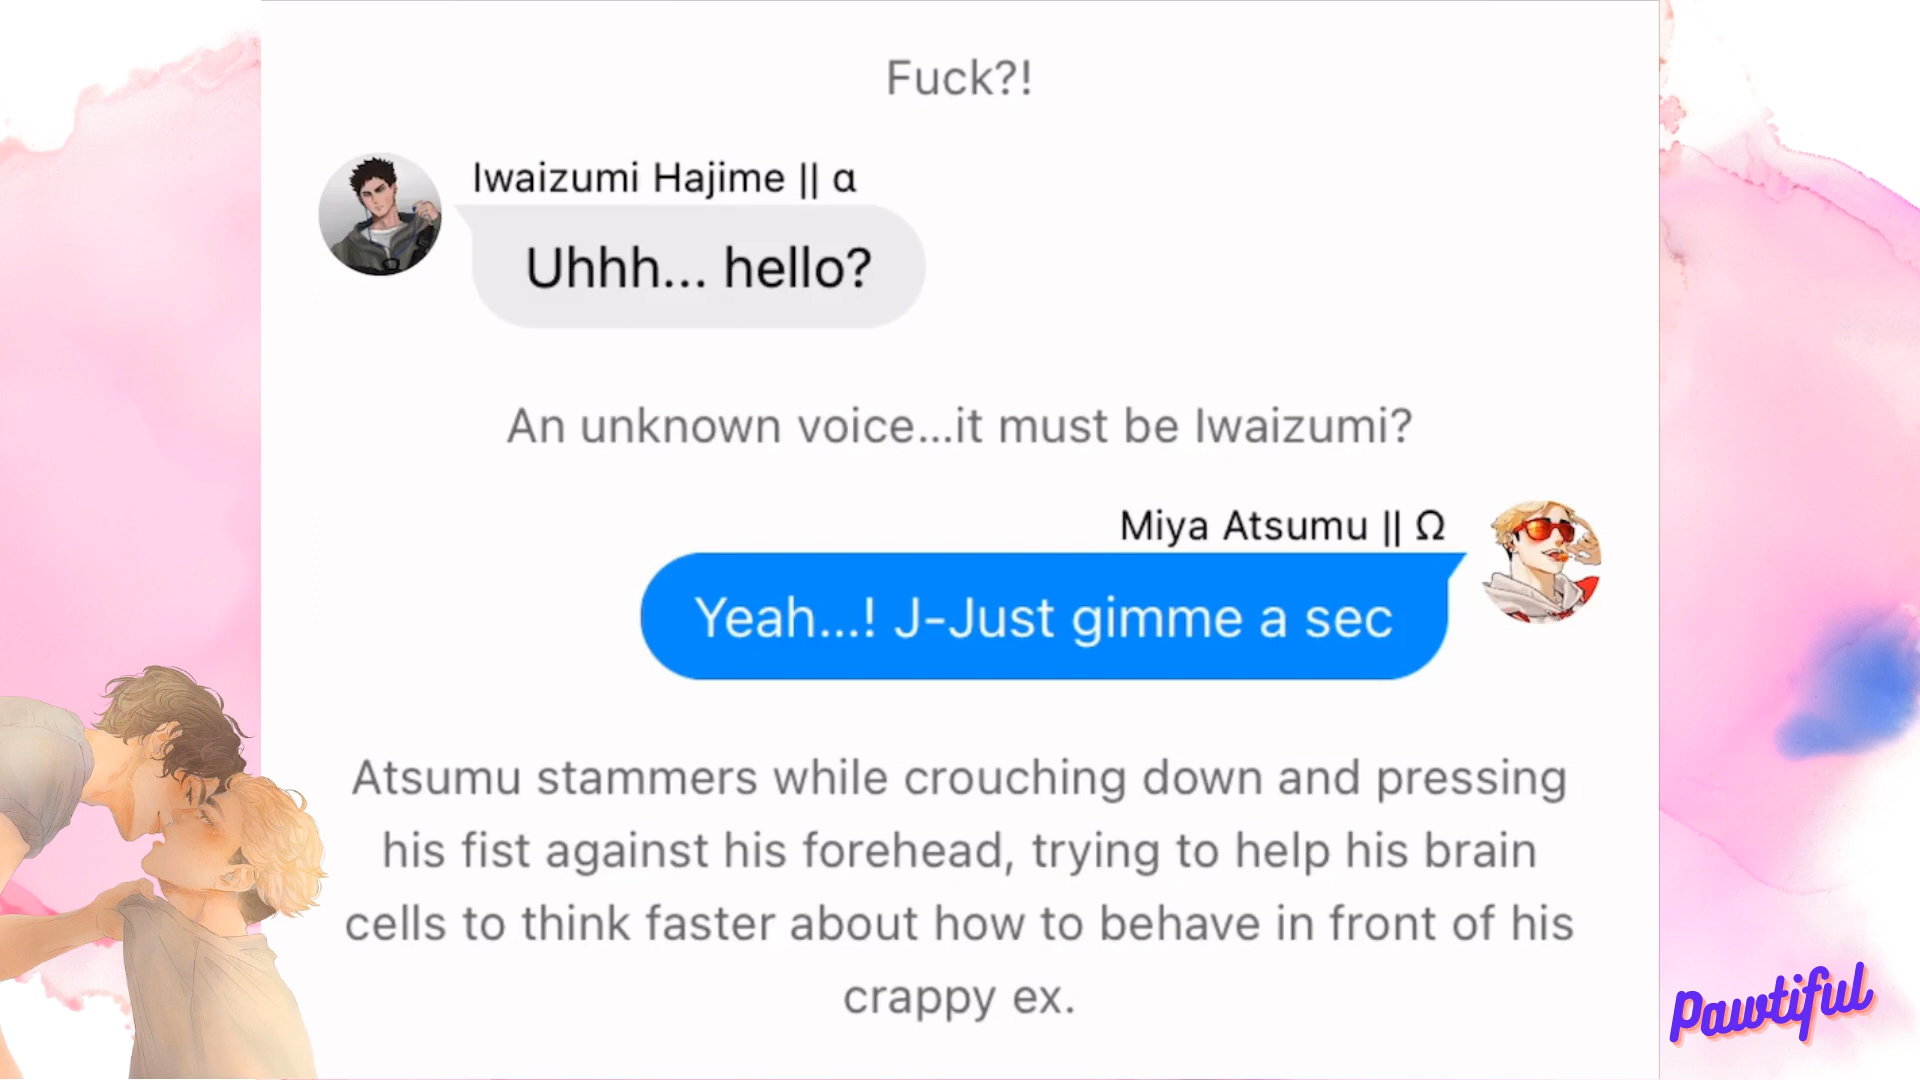 Fuck?!
Iwaizumi Hajime || α
Uhhh... hello?
An unknown voice...it must be Iwaizumi?
Miya Atsumu || Ω
Yeah...! J-Just gimme a sec
Atsumu stammers while crouching down and pressing
his fist against his forehead, trying to help his brain
cells to think faster about how to behave in front of his
crappy ex.
Pawtiful